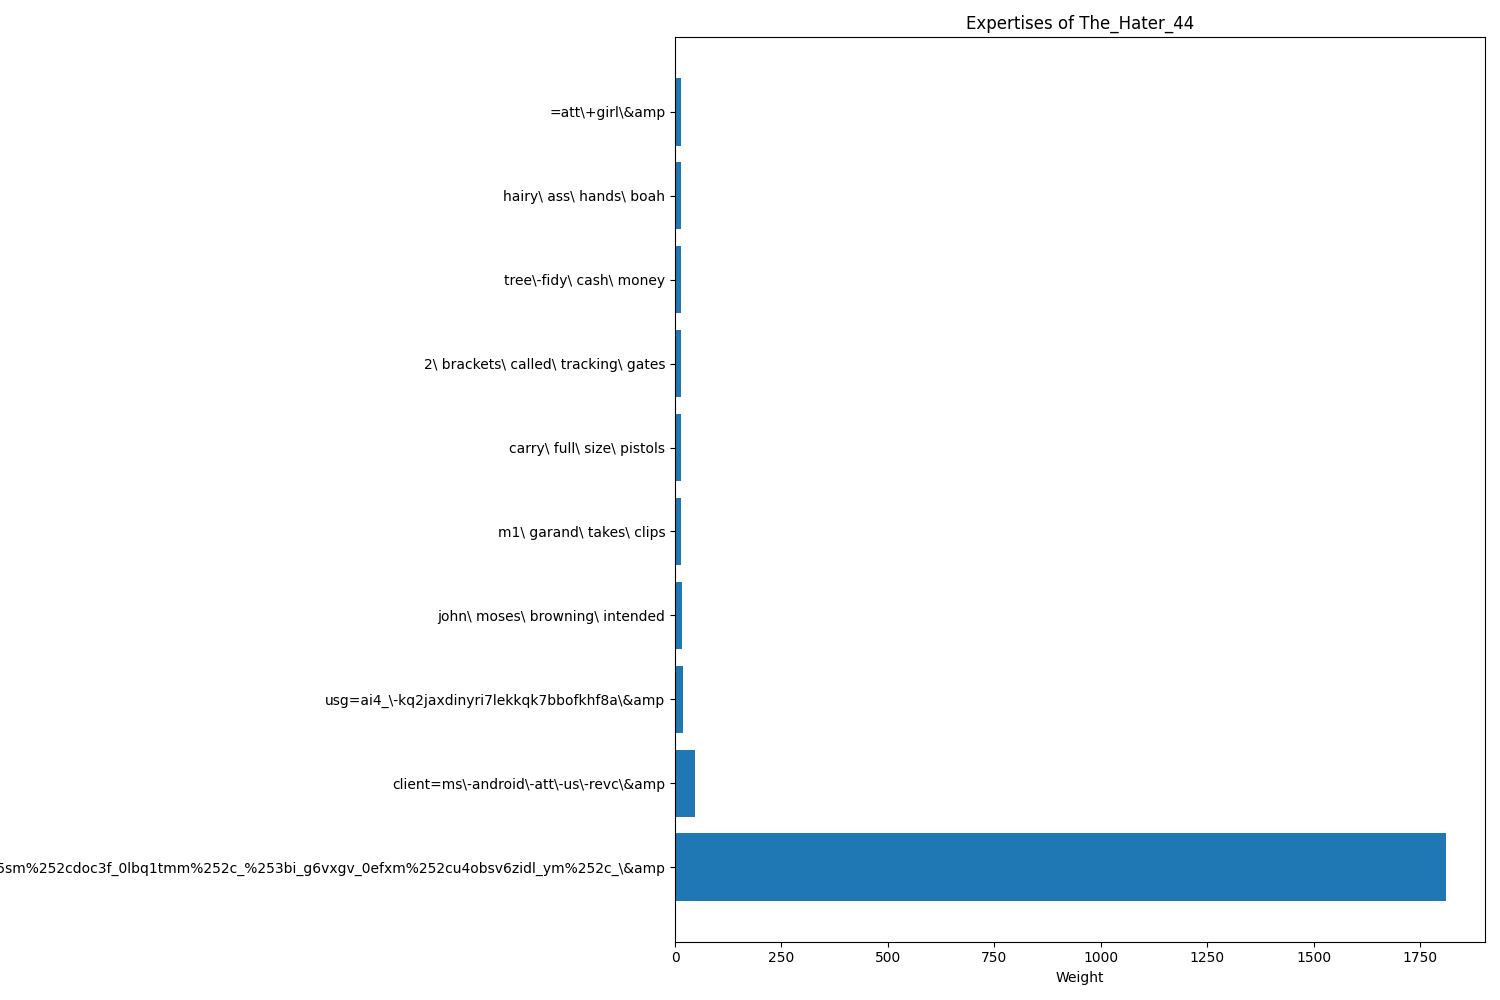 Expertises of The_Hater_44
=att\+girl\&amp
hairy\ ass\ hands\ boah
tree\-fidy\ cash\ money
2\ brackets\ called\ tracking\ gates
carry\ full\ size\ pistols
m1\ garand\ takes\ clips
john\ moses\ browning\ intended
usg=ai4_\-kq2jaxdinyri7lekkqk7bbofkhf8a\&amp
client=ms\-android\-att\-us\-revc\&amp
5sm%252cdoc3f_0lbq1tmm%252c_%253bi_g6vxgv_0efxm%252cu4obsv6zidl_ym%252c_\&amp
0 250 500 750 1000 1250 1500 1750
Weight